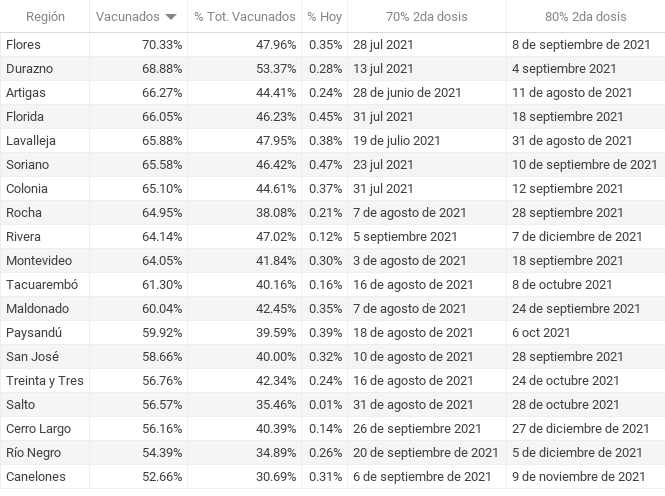 Región Vacunados % Tot. Vacunados % Hoy 70% 2da dosis 80% 2da dosis
Flores 70.33% 47.96% 0.35% 28 jul 2021 8 de septiembre de 2021
Durazno 68.88% 53.37% 0.28% 13 jul 2021 4 septiembre 2021
Artigas 66.27% 44.41% 0.24% 28 de junio de 2021 11 de agosto de 2021
Florida 66.05% 46.23% 0.45% 31 jul 2021 18 septiembre 2021
Lavalleja 65.88% 47.95% 0.38% 19 de julio 2021 31 de agosto de 2021
Soriano 65.58% 46.42% 0.47% 23 jul 2021 10 de septiembre de 2021
Colonia 65.10% 44.61% 0.37% 31 jul 2021 12 septiembre 2021
Rocha 64.95% 38.08% 0.21% 7 de agosto de 2021 28 septiembre 2021
Rivera 64.14% 47.02% 0.12% 5 septiembre 2021 7 de diciembre de 2021
Montevideo 64.05% 41.84% 0.30% 3 de agosto de 2021 18 septiembre 2021
Tacuarembó 61.30% 40.16% 0.16% 16 de agosto de 2021 8 de octubre 2021
Maldonado 60.04% 42.45% 0.35% 7 de agosto de 2021 24 de septiembre 2021
Paysandú 59.92% 39.59% 0.39% 18 de agosto de 2021 6 oct 2021
San José 58.66% 40.00% 0.32% 10 de agosto de 2021 28 septiembre 2021
Treinta y Tres 56.76% 42.34% 0.24% 16 de agosto de 2021 24 de octubre 2021
Salto 56.57% 35.46% 0.01% 31 de agosto de 2021 28 de octubre 2021
Cerro Largo 56.16% 40.39% 0.14% 26 de septiembre 2021 27 de diciembre de 2021
Río Negro 54.39% 34.89% 0.26% 20 de septiembre de 2021 5 de diciembre de 2021
Canelones 52.66% 30.69% 0.31% 6 de septiembre de 2021 9 de noviembre de 2021